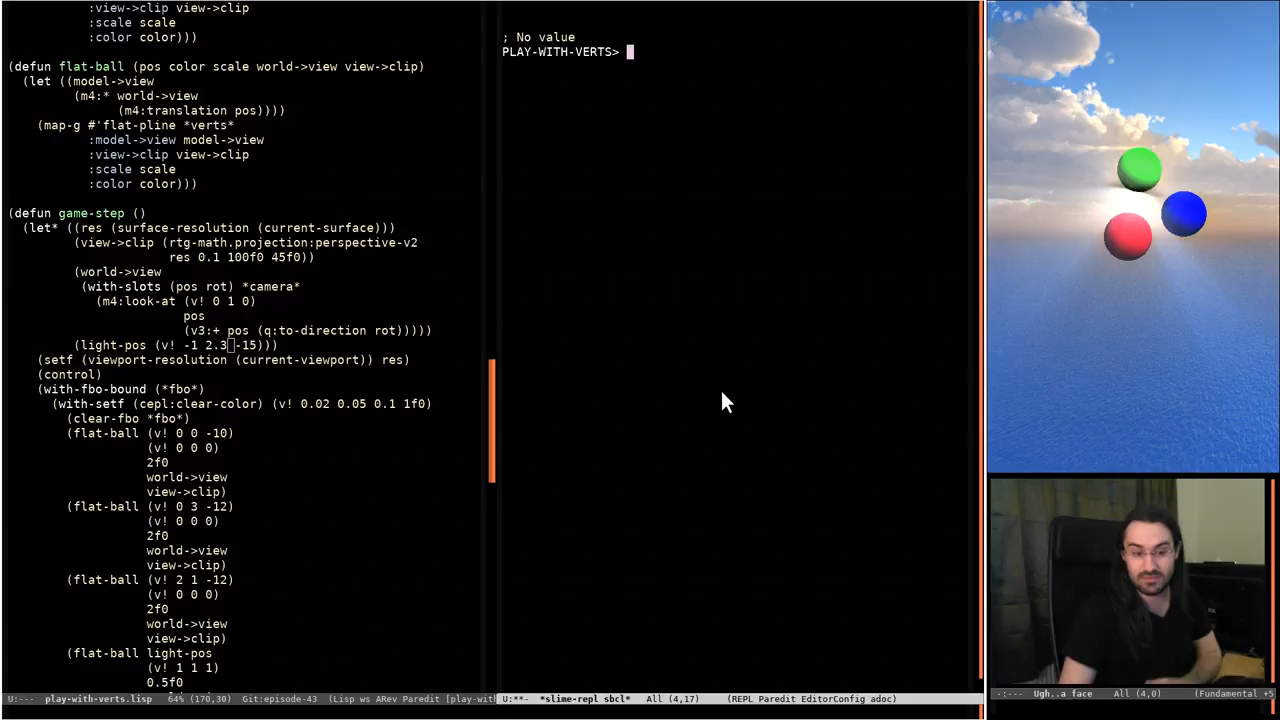 :view->clip view->clip
:scale scale
:color color)))
(defun flat-ball (pos color scale world->view view->clip)
(let ((model->view
(m4:* world->view
(m4:translation pos))))
(map-g #'flat-pline *verts*
:model->view model->view
:view->clip view->clip
:scale scale
:color color)))
(defun game-step ()
(let* ((res (surface-resolution (current-surface)))
(view->clip (rtg-math.projection:perspective-v2
res 0.1 100f0 45f0))
(world->view
(with-slots (pos rot) *camera*
(m4:look-at (v! 0 1 0)
pos
(v3:+ pos (q:to-direction rot)))))
(light-pos (v! -1 2.3 -15)))
(setf (viewport-resolution (current-viewport)) res)
(control)
(with-fbo-bound (*fbo*)
(with-setf (cepl:clear-color) (v! 0.02 0.05 0.1 1f0)
(clear-fbo *fbo*)
(flat-ball (v! 0 0 -10)
(v! 0 0 0)
2f0
world->view
view->clip)
(flat-ball (v! 0 3 -12)
(v! 0 0 0)
2f0
world->view
view->clip)
(flat-ball (v! 2 1 -12)
(v! 0 0 0)
2f0
world->view
view->clip)
(flat-ball light-pos
(v! 1 1 1)
0.5f0
U:--- play-with-verts.lisp 64% (170,30) Git:episode-43 (Lisp ws ARev Paredit [play-wit
; No value
PLAY-WITH-VERTS>
U:**- *slime-repl sbcl* All (4,17) (REPL Paredit EditorConfig adoc)
-:--- Ugh..a face All (4,0) (Fundamental +5